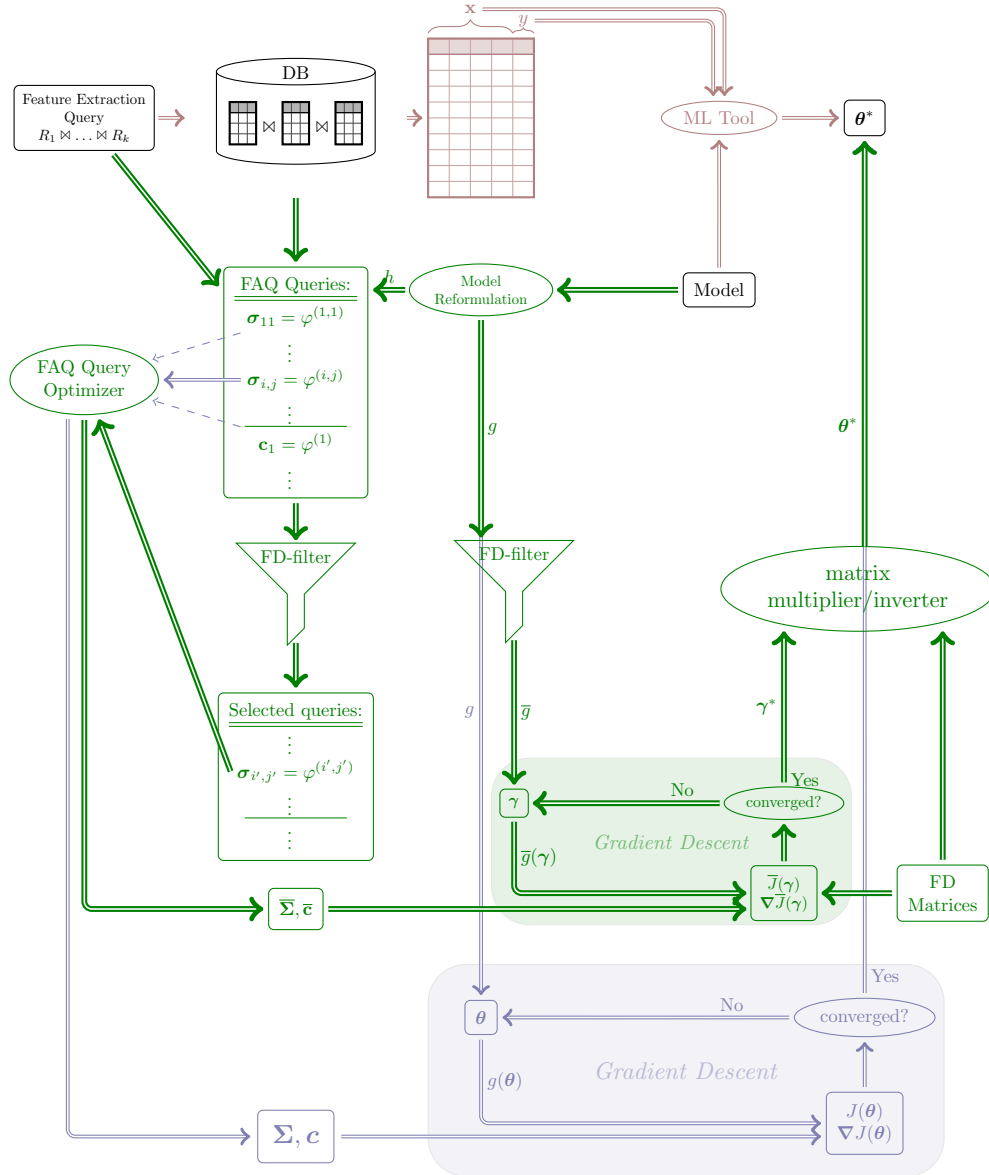 x
y
DB
Feature Extraction
Query
R₁ ⋈ … ⋈ Rₖ
⋈ ⋈
ML Tool
θ*
h
FAQ Queries:
σ₁₁ = φ^(1,1)
⋮
σ_{i,j} = φ^(i,j)
⋮
c₁ = φ^(1)
⋮
Model
Reformulation
Model
FAQ Query
Optimizer
g
θ*
FD-filter
FD-filter
matrix
multiplier/inverter
Selected queries:
⋮
σ_{i′,j′} = φ^(i′,j′)
⋮
⋮
g
g̅
γ*
Yes
No
γ
converged?
Gradient Descent
g̅(γ)
J̅(γ)
∇J̅(γ)
FD
Matrices
Σ̅, c̅
Yes
No
θ
converged?
Gradient Descent
g(θ)
J(θ)
∇J(θ)
Σ, c